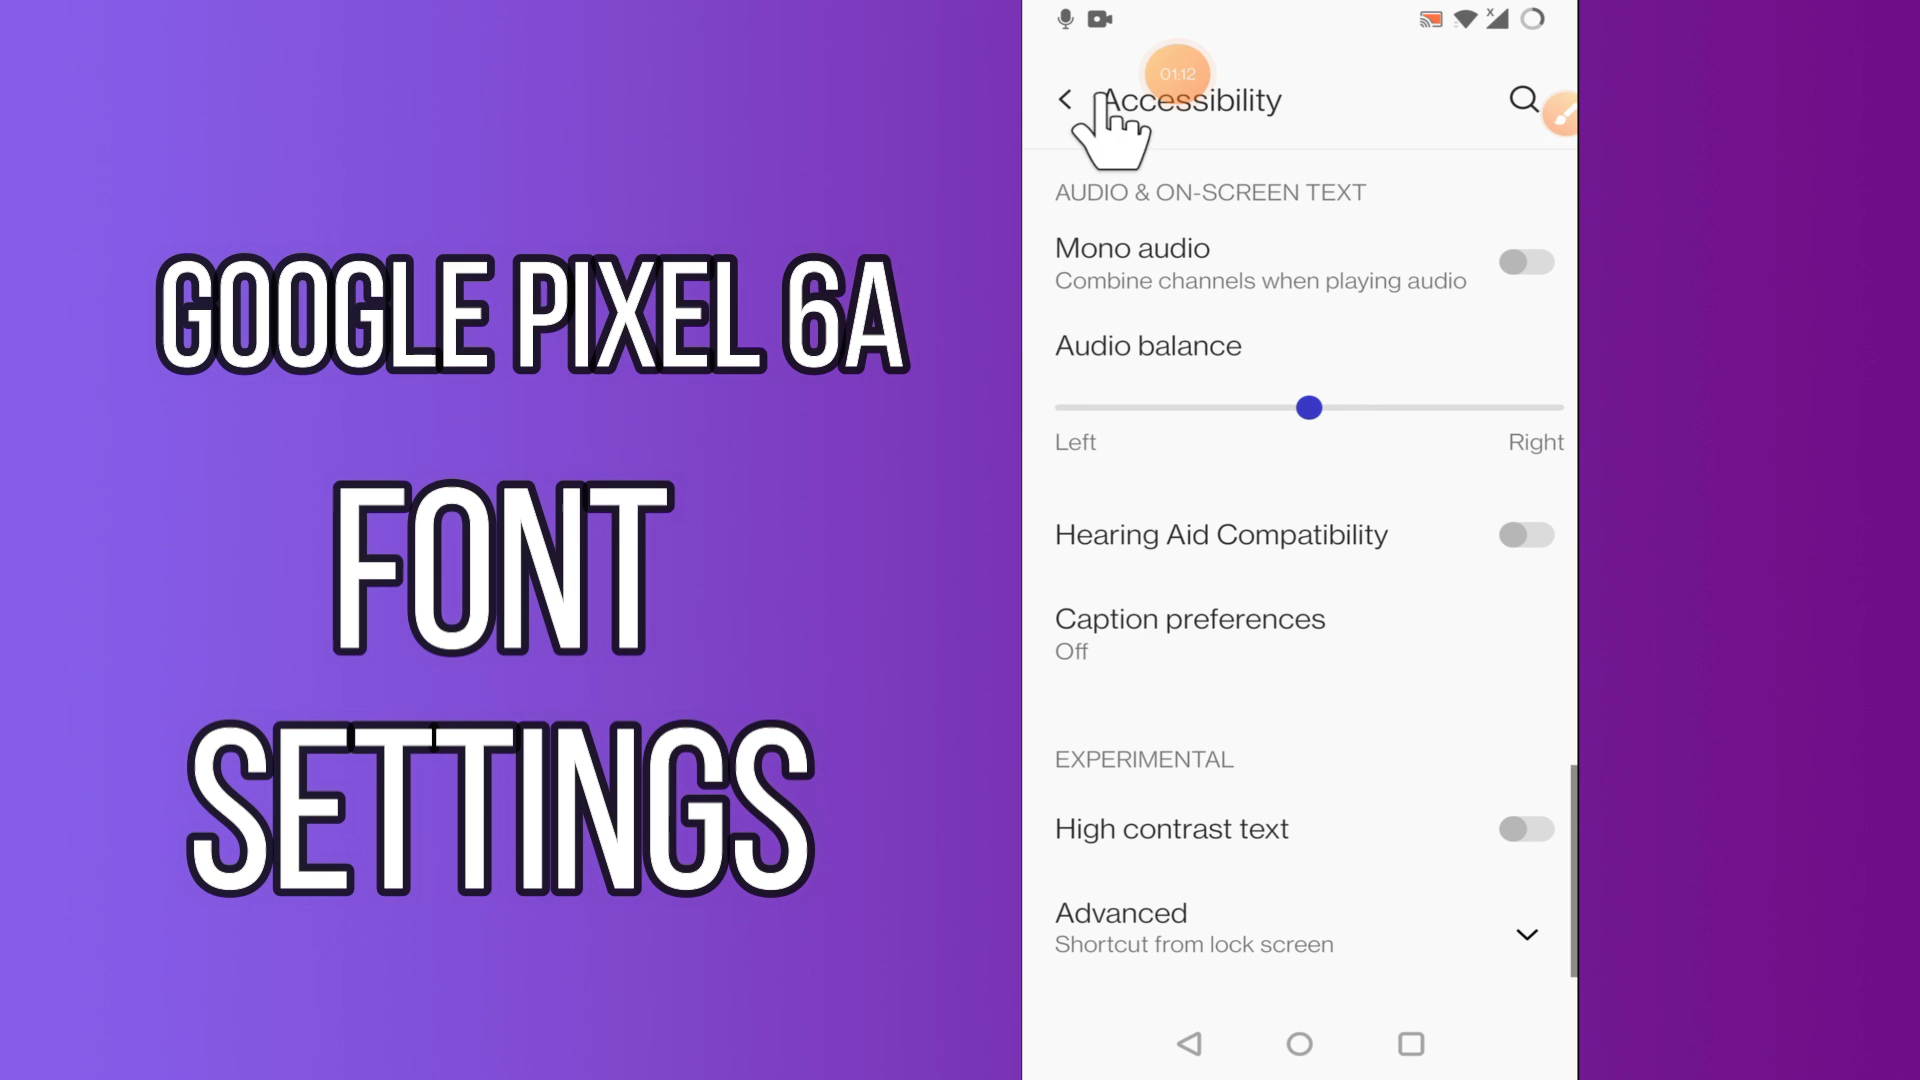 GOOGLE PIXEL 6A
FONT
SETTINGS
01:12
Accessibility
AUDIO & ON-SCREEN TEXT
Mono audio
Combine channels when playing audio
Audio balance
Left Right
Hearing Aid Compatibility
Caption preferences
Off
EXPERIMENTAL
High contrast text
Advanced
Shortcut from lock screen